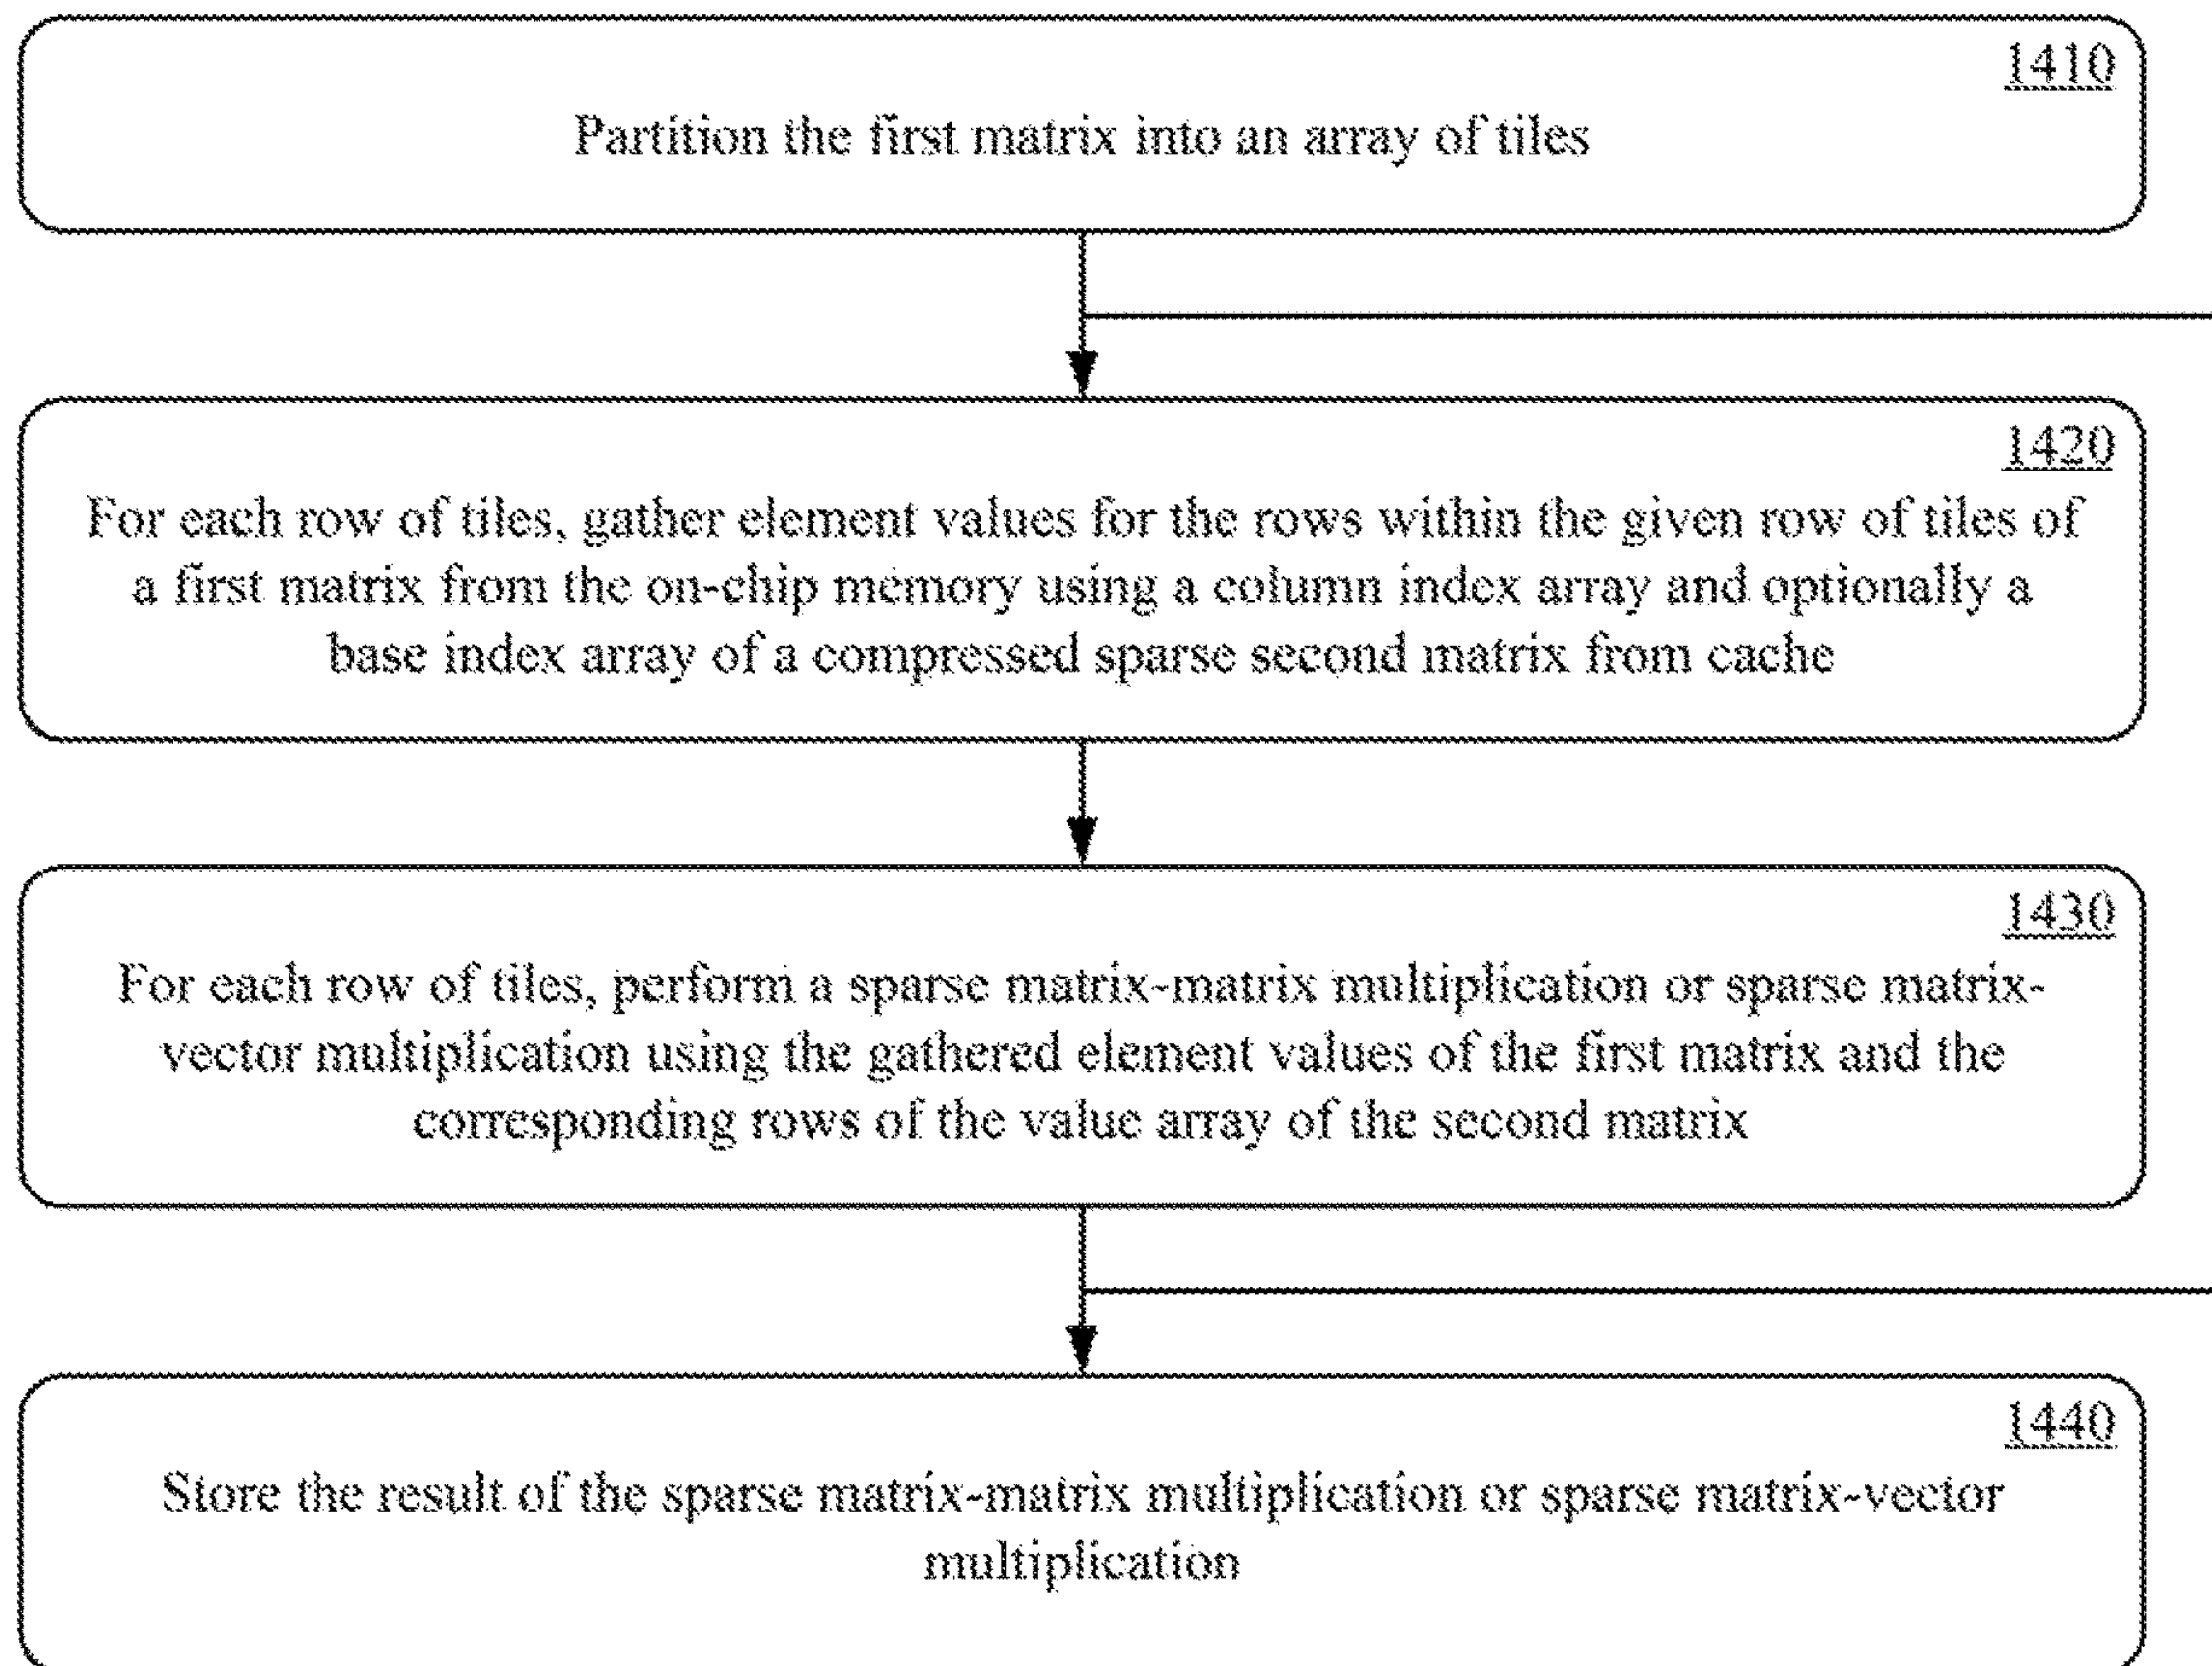 1410
Partition the first matrix into an array of tiles
1420
For each row of tiles, gather element values for the rows within the given row of tiles of
a first matrix from the on-chip memory using a column index array and optionally a
base index array of a compressed sparse second matrix from cache
1430
For each row of tiles, perform a sparse matrix-matrix multiplication or sparse matrix-
vector multiplication using the gathered element values of the first matrix and the
corresponding rows of the value array of the second matrix
1440
Store the result of the sparse matrix-matrix multiplication or sparse matrix-vector
multiplication